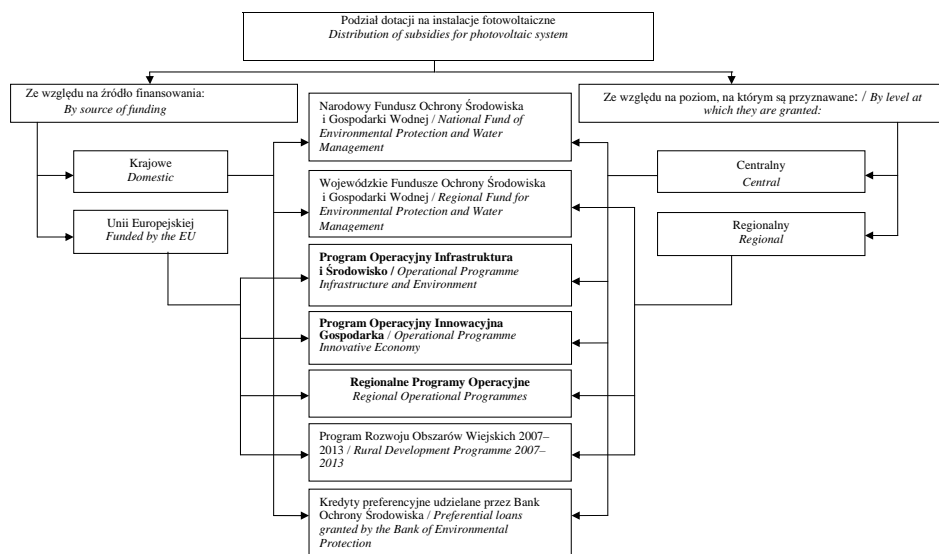 Podział dotacji na instalacje fotowoltaiczne
Distribution of subsidies for photovoltaic system
Ze względu na źródło finansowania:
By source of funding
Ze względu na poziom, na którym są przyznawane: / By level at
which they are granted:
Krajowe
Domestic
Unii Europejskiej
Funded by the EU
Narodowy Fundusz Ochrony Środowiska
i Gospodarki Wodnej / National Fund of
Environmental Protection and Water
Management
Wojewódzkie Fundusze Ochrony Środowiska
i Gospodarki Wodnej / Regional Fund for
Environmental Protection and Water
Management
Program Operacyjny Infrastruktura
i Środowisko / Operational Programme
Infrastructure and Environment
Program Operacyjny Innowacyjna
Gospodarka / Operational Programme
Innovative Economy
Regionalne Programy Operacyjne
Regional Operational Programmes
Program Rozwoju Obszarów Wiejskich 2007–
2013 / Rural Development Programme 2007–
2013
Kredyty preferencyjne udzielane przez Bank
Ochrony Środowiska / Preferential loans
granted by the Bank of Environmental
Protection
Centralny
Central
Regionalny
Regional